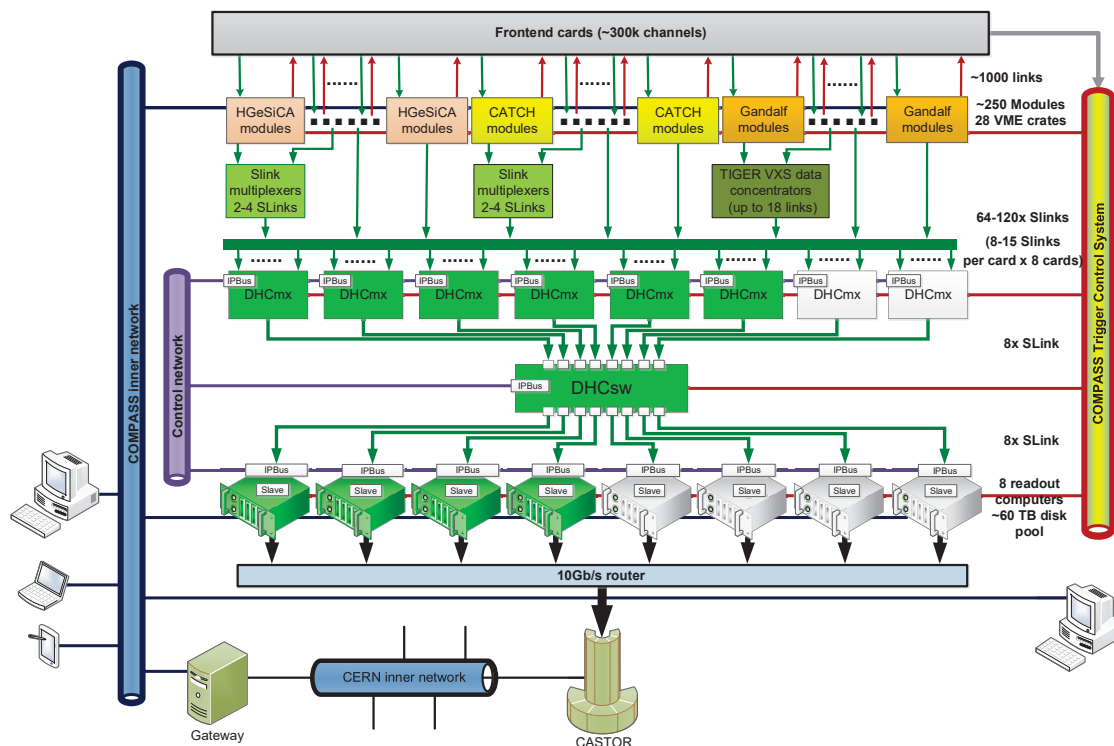 Frontend cards (~300k channels)
~1000 links
HGeSiCA
modules
HGeSiCA
modules
CATCH
modules
CATCH
modules
Gandalf
modules
Gandalf
modules
~250 Modules
28 VME crates
Slink
multiplexers
2-4 SLinks
Slink
multiplexers
2-4 SLinks
TIGER VXS data
concentrators
(up to 18 links)
64-120x Slinks
(8-15 Slinks
per card x 8 cards)
IPBus
DHCmx
IPBus
DHCmx
IPBus
DHCmx
IPBus
DHCmx
IPBus
DHCmx
IPBus
DHCmx
IPBus
DHCmx
IPBus
DHCmx
COMPASS inner network
Control network
COMPASS Trigger Control System
8x SLink
IPBus
DHCsw
8x SLink
IPBus
IPBus
IPBus
IPBus
IPBus
IPBus
IPBus
IPBus
Slave
Slave
Slave
Slave
Slave
Slave
Slave
Slave
8 readout
computers
~60 TB disk
pool
10Gb/s router
CERN inner network
Gateway
CASTOR